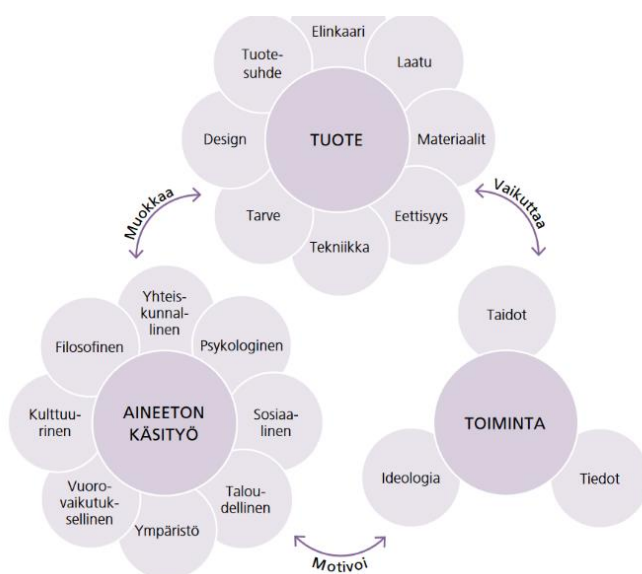 Elinkaari
Tuote-
suhde
Laatu
Design
TUOTE
Materiaalit
Tarve
Eettisyys
Tekniikka
Muokkaa
Vaikuttaa
Yhteis-
kunnal-
linen
Filosofinen
Psykologinen
Kulttuu-
rinen
AINEETON
KÄSITYÖ
Sosiaa-
linen
Vuoro-
vaikutuk-
sellinen
Talou-
dellinen
Ympäristö
Taidot
TOIMINTA
Ideologia
Tiedot
Motivoi